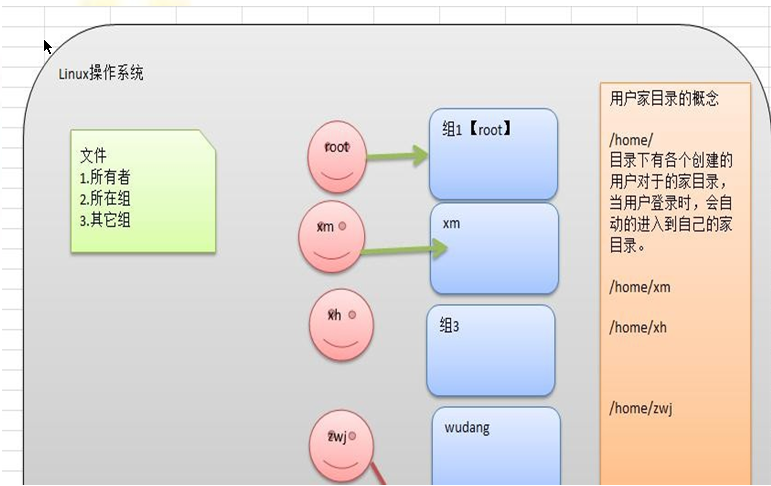 Linux操作系统
文件
1.所有者
2.所在组
3.其它组
root
xm
xh
zwj
组1【root】
xm
组3
wudang
用户家目录的概念
/home/
目录下有各个创建的
用户对于的家目录，
当用户登录时，会自
动的进入到自己的家
目录。
/home/xm
/home/xh
/home/zwj